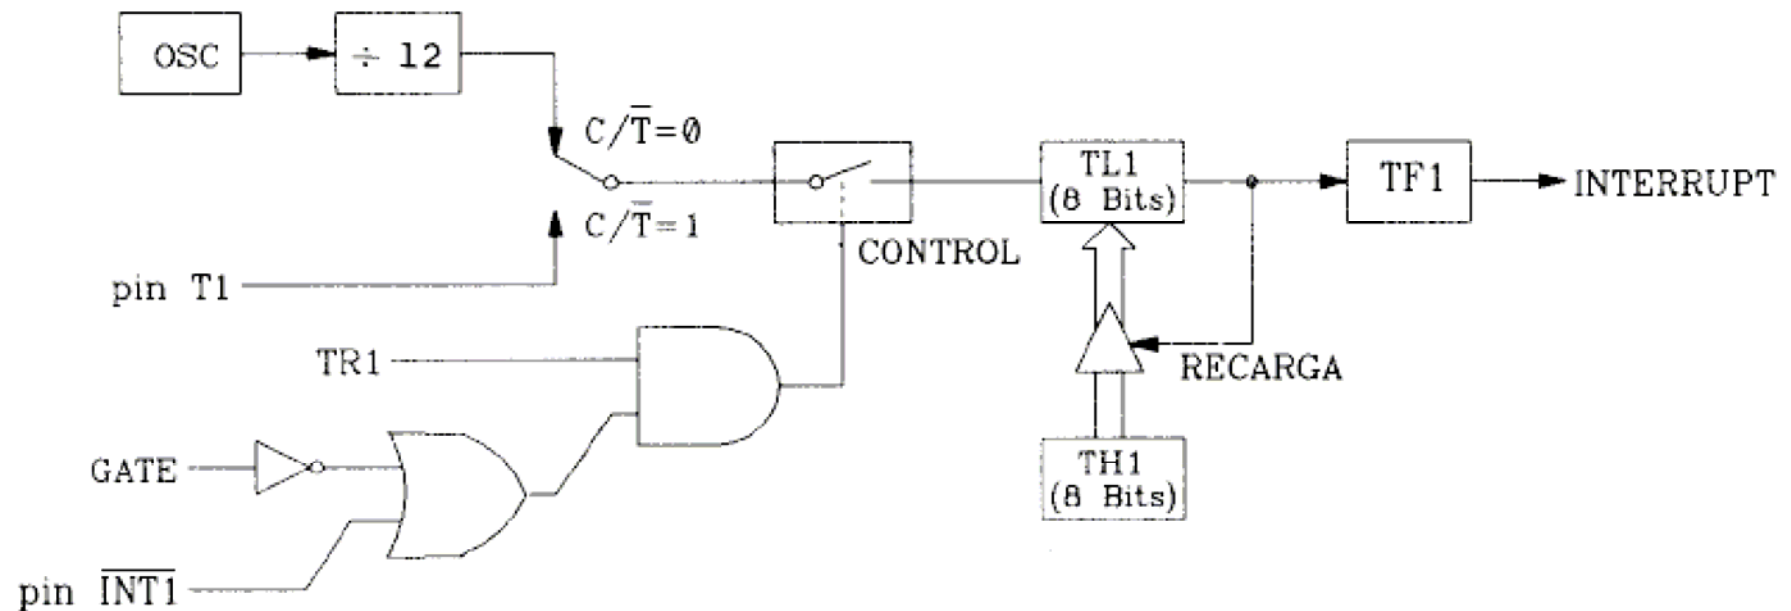 OSC
÷ 12
C/T̅=0
C/T̅=1
pin T1
CONTROL
TL1
(8 Bits)
TF1
INTERRUPT
TR1
RECARGA
GATE
TH1
(8 Bits)
pin I̅N̅T̅1̅